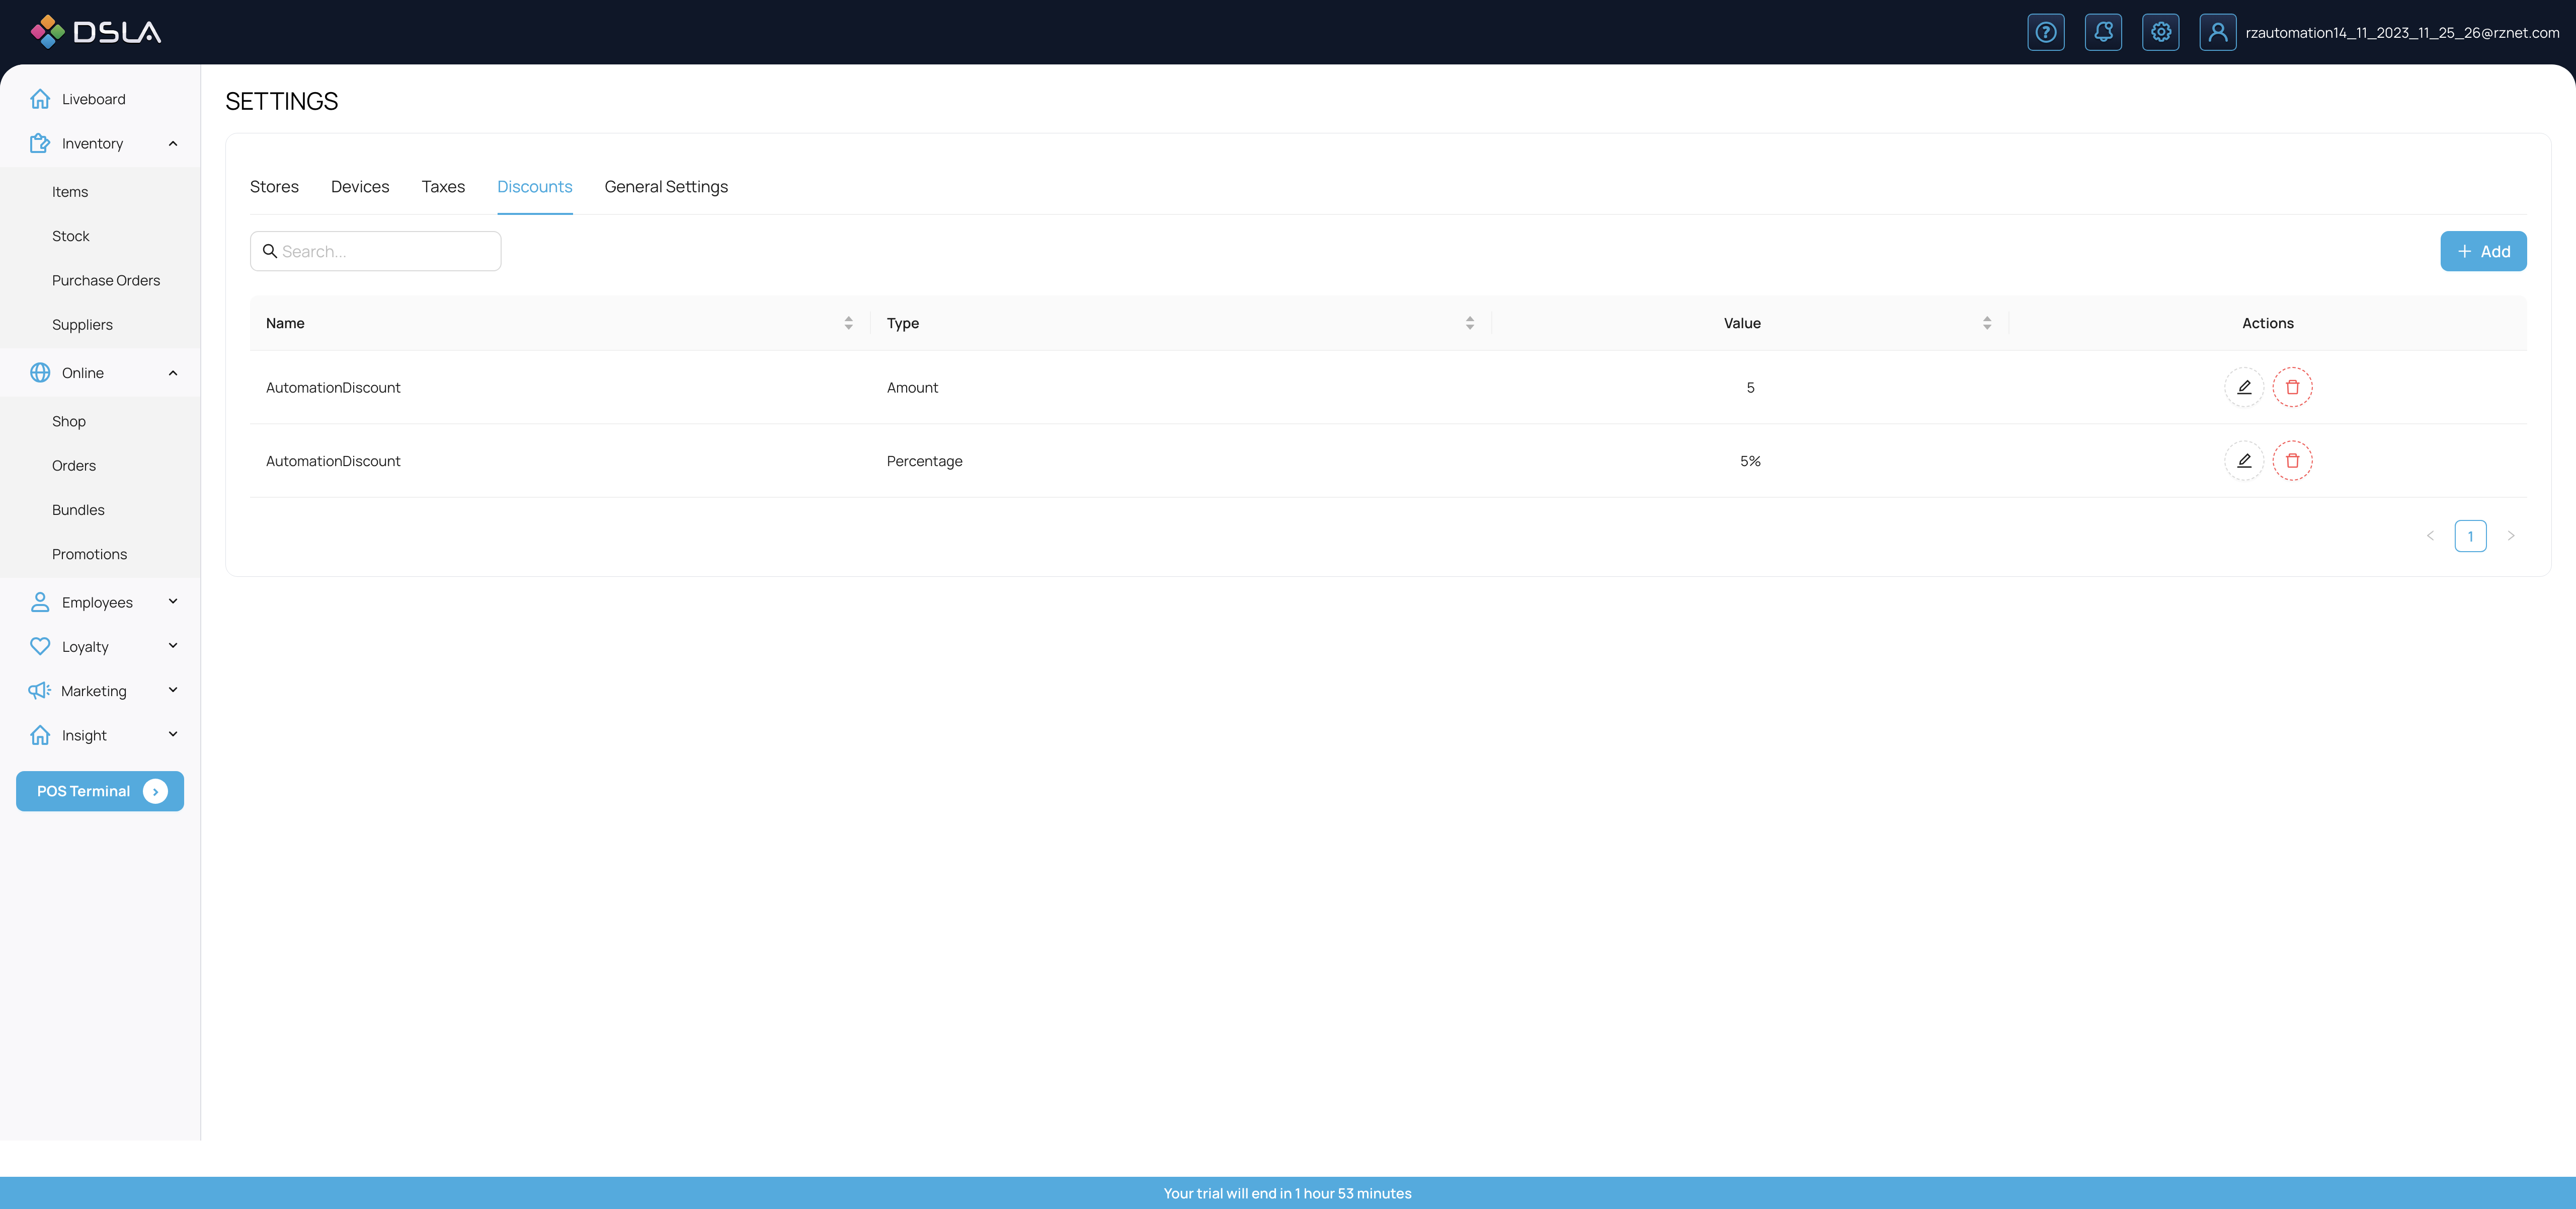 DSLA
rzautomation14_11_2023_11_25_26@rznet.com
Liveboard
Inventory
Items
Stock
Purchase Orders
Suppliers
Online
Shop
Orders
Bundles
Promotions
Employees
Loyalty
Marketing
Insight
POS Terminal
SETTINGS
Stores Devices Taxes Discounts General Settings
Search...
+ Add
Name Type Value Actions
AutomationDiscount Amount 5
AutomationDiscount Percentage 5%
1
Your trial will end in 1 hour 53 minutes